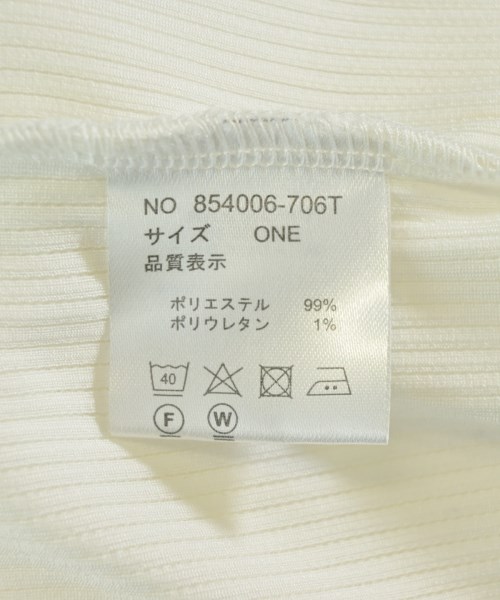 NO 854006-706T
サイズ ONE
品質表示
ポリエステル 99%
ポリウレタン 1%
40
F W